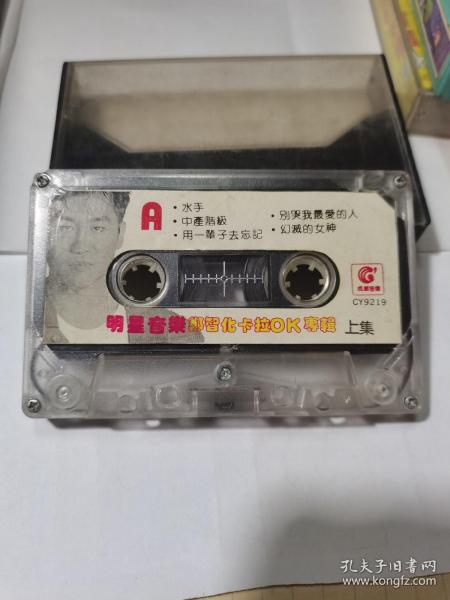 A
• 水手
• 中產階級
• 用一輩子去忘記
• 別哭我最愛的人
• 幻滅的女神
CY9219
明星音樂鄭智化卡拉OK專輯 上集
孔夫子旧书网
www.kongfz.com